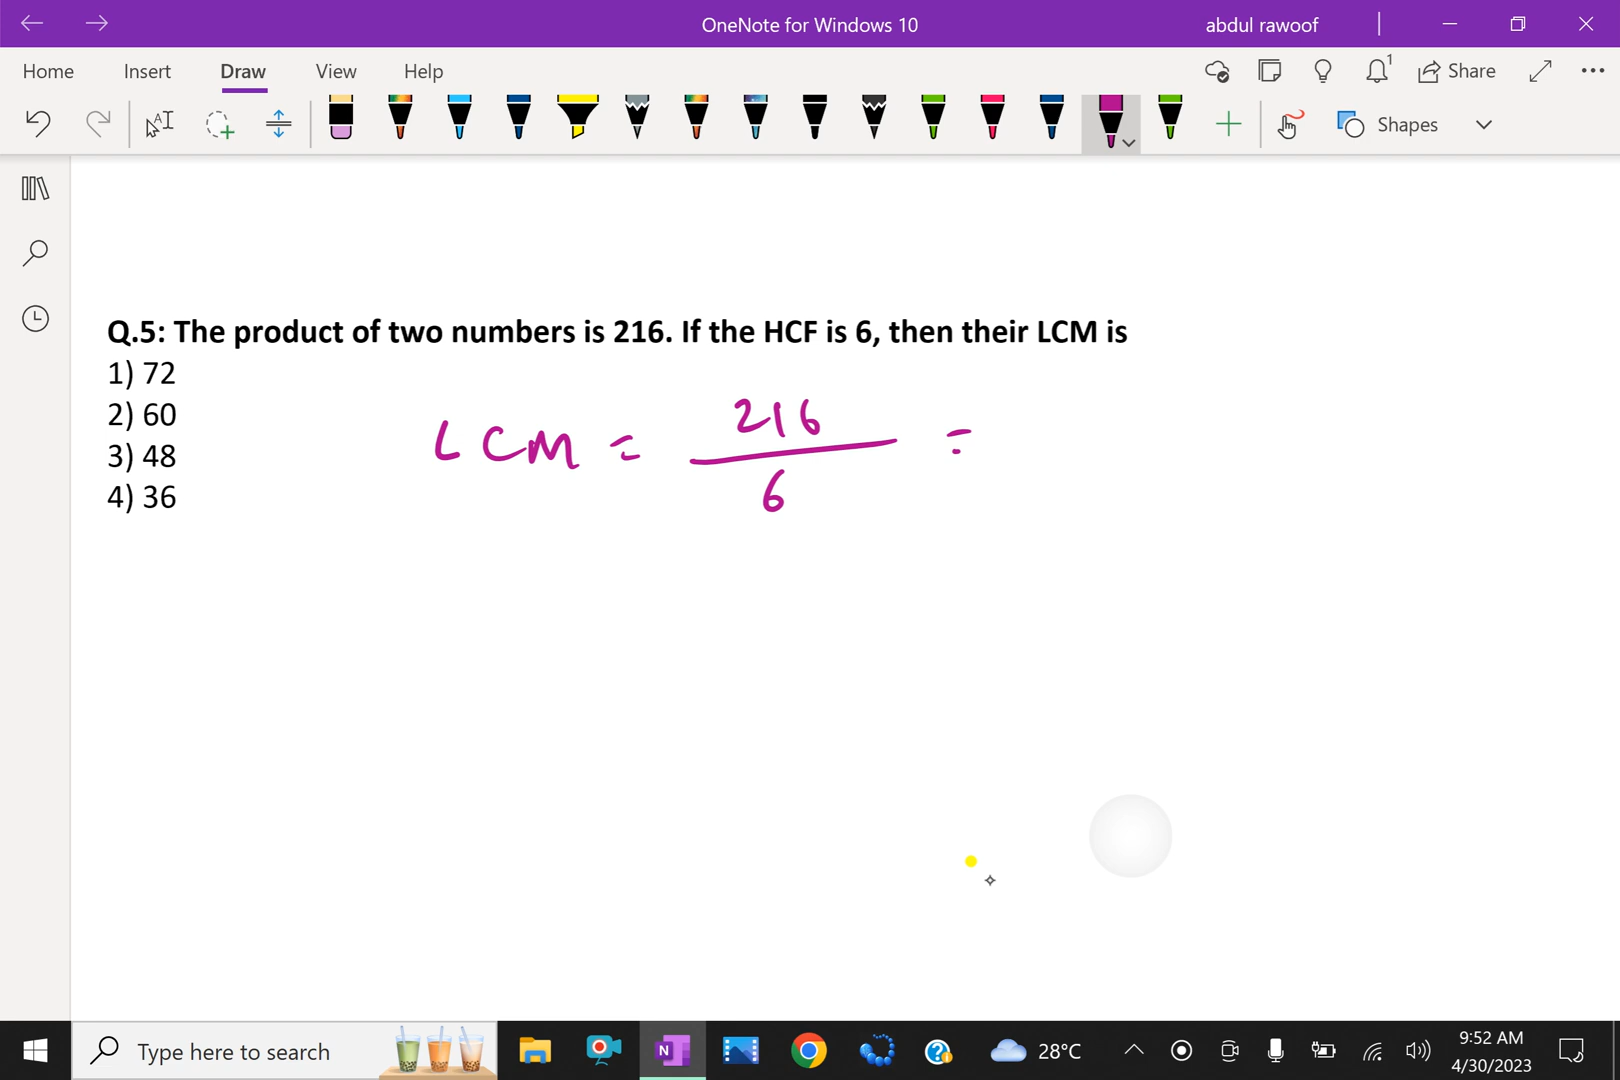 OneNote for Windows 10
abdul rawoof
Home Insert Draw View Help
1 Share
Shapes
Q.5: The product of two numbers is 216. If the HCF is 6, then their LCM is
1) 72
2) 60
3) 48
4) 36
LCM = 216
6 =
Type here to search
28°C
9:52 AM
4/30/2023